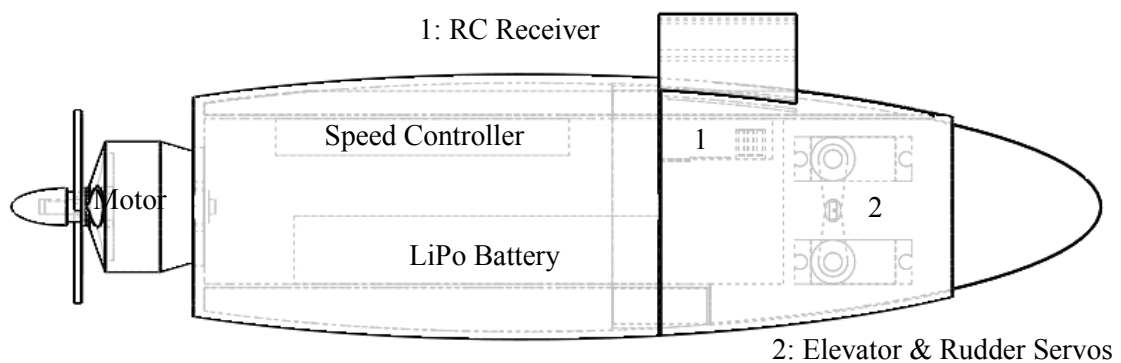 1: RC Receiver
Speed Controller
1
Motor
2
LiPo Battery
2: Elevator & Rudder Servos